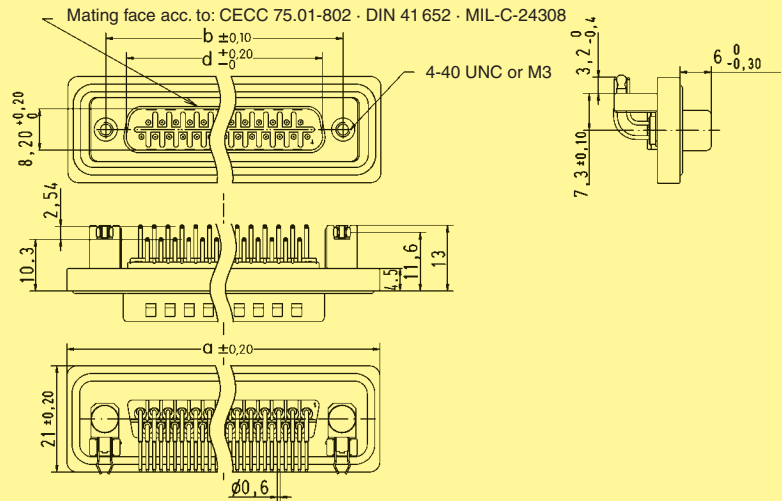 Mating face acc. to: CECC 75.01-802 · DIN 41 652 · MIL-C-24308
b ±0,10
d +0,20 -0
4-40 UNC or M3
8,20 +0,20 0
3,2 0 -0,4
6 0 -0,30
7.3 ±0,10
2,54
10.3
4.5
11,6
13
a ±0,20
21 ±0,20
ø0,6